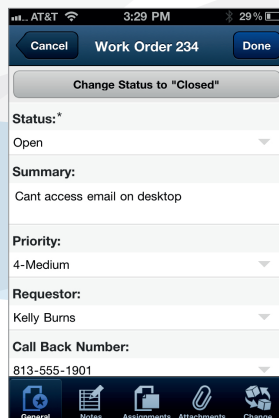 AT&T 3:29 PM 29%
Cancel Work Order 234 Done
Change Status to "Closed"
Status:*
Open
Summary:
Cant access email on desktop
Priority:
4-Medium
Requestor:
Kelly Burns
Call Back Number:
813-555-1901
General Notes Assignments Attachments Change